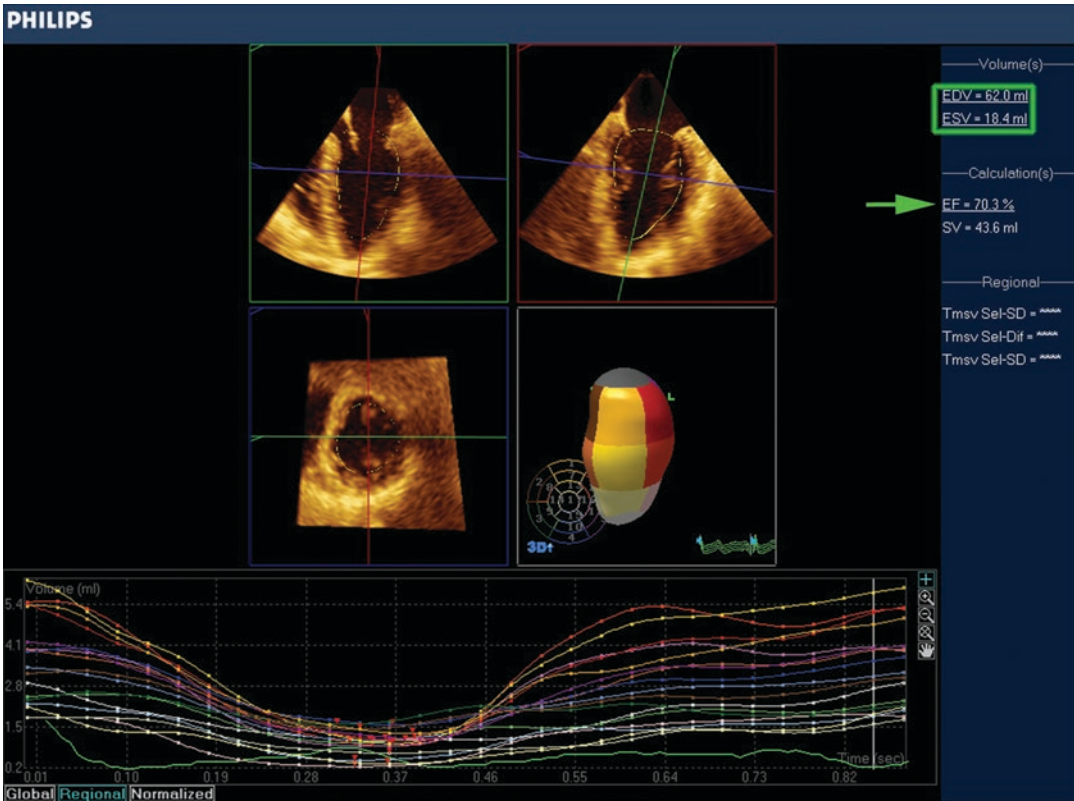 PHILIPS
Volume(s)
EDV = 62.0 ml
ESV = 18.4 ml
Calculation(s)
EF = 70.3 %
SV = 43.6 ml
Regional
Tmsv Sel-SD = ****
Tmsv Sel-Dif = ****
Tmsv Sel-SD = ****
L
3D
Volume (ml)
5.4
4.1
2.8
1.5
0.2
Time (sec)
0.01 0.10 0.19 0.28 0.37 0.46 0.55 0.64 0.73 0.82
Global Regional Normalized